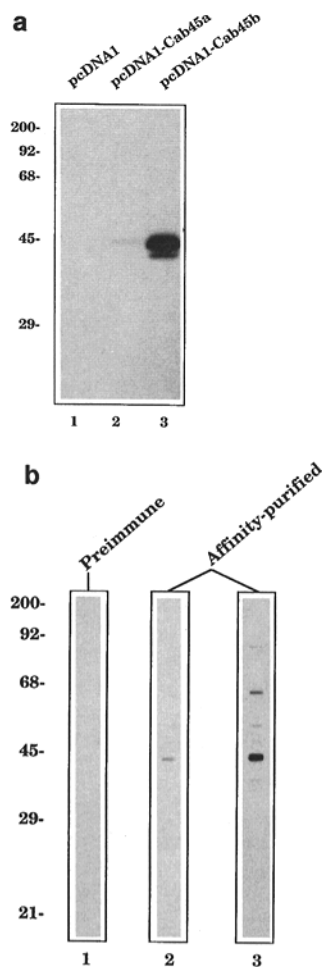 a
pcDNA1
pcDNA1-Cab45a
pcDNA1-Cab45b
200-
92-
68-
45-
29-
1 2 3
b
Preimmune
Affinity-purified
200-
92-
68-
45-
29-
21-
1 2 3